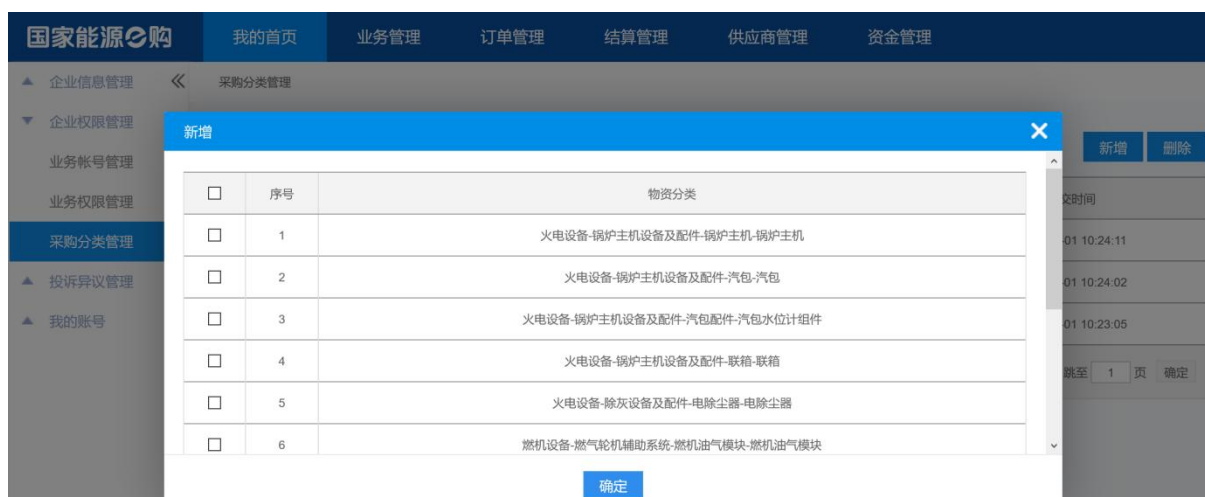 国家能源e购 我的首页 业务管理 订单管理 结算管理 供应商管理 资金管理
企业信息管理 采购分类管理
企业权限管理
新增
业务帐号管理 新增 删除
序号 物资分类
业务权限管理 交时间
采购分类管理 1 火电设备-锅炉主机设备及配件-锅炉主机-锅炉主机 -01 10:24:11
投诉异议管理 2 火电设备-锅炉主机设备及配件-汽包-汽包 -01 10:24:02
我的账号 3 火电设备-锅炉主机设备及配件-汽包配件-汽包水位计组件 -01 10:23:05
4 火电设备-锅炉主机设备及配件-联箱-联箱 跳至 1 页 确定
5 火电设备-除灰设备及配件-电除尘器-电除尘器
6 燃机设备-燃气轮机辅助系统-燃机油气模块-燃机油气模块
确定